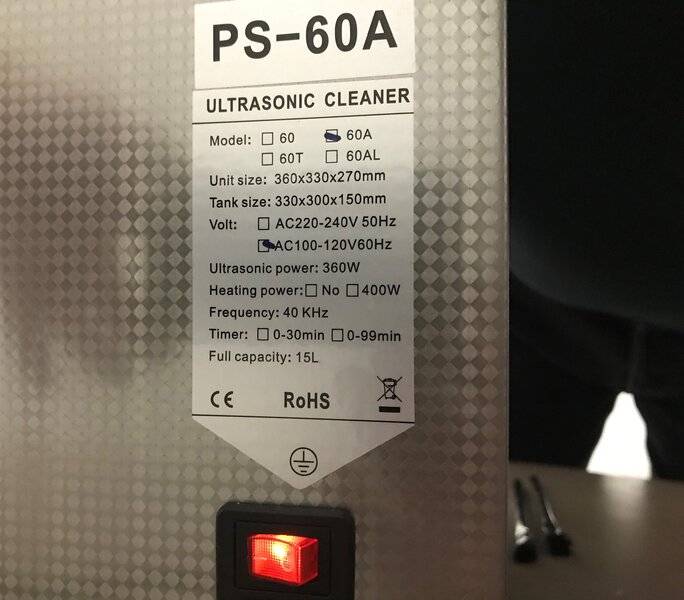 PS-60A
ULTRASONIC CLEANER
Model: □ 60 □ 60A
□ 60T □ 60AL
Unit size: 360x330x270mm
Tank size: 330x300x150mm
Volt: □ AC220-240V 50Hz
□ AC100-120V60Hz
Ultrasonic power: 360W
Heating power: □ No □ 400W
Frequency: 40 KHz
Timer: □ 0-30min □ 0-99min
Full capacity: 15L
CE RoHS